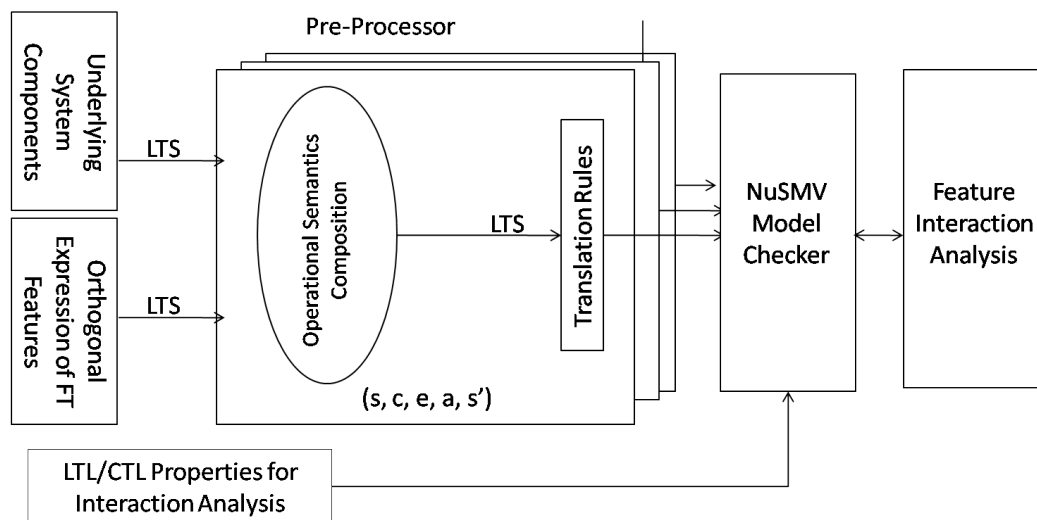 Pre-Processor
Underlying
System
Components
LTS
Orthogonal
Expression of FT
Features
LTS
Operational Semantics
Composition
LTS
Translation Rules
(s, c, e, a, s’)
NuSMV
Model
Checker
Feature
Interaction
Analysis
LTL/CTL Properties for
Interaction Analysis